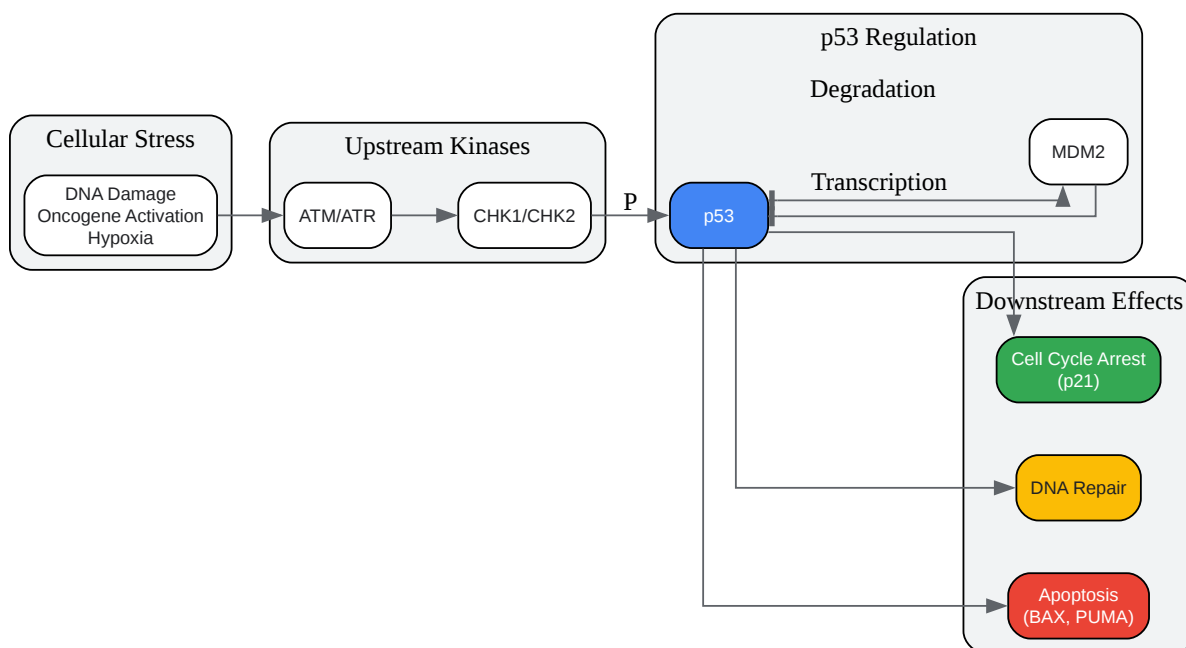 p53 Regulation
Degradation
Cellular Stress
Upstream Kinases
MDM2
DNA Damage
Oncogene Activation
Hypoxia
ATM/ATR
CHK1/CHK2
P
p53
Transcription
Downstream Effects
Cell Cycle Arrest
(p21)
DNA Repair
Apoptosis
(BAX, PUMA)